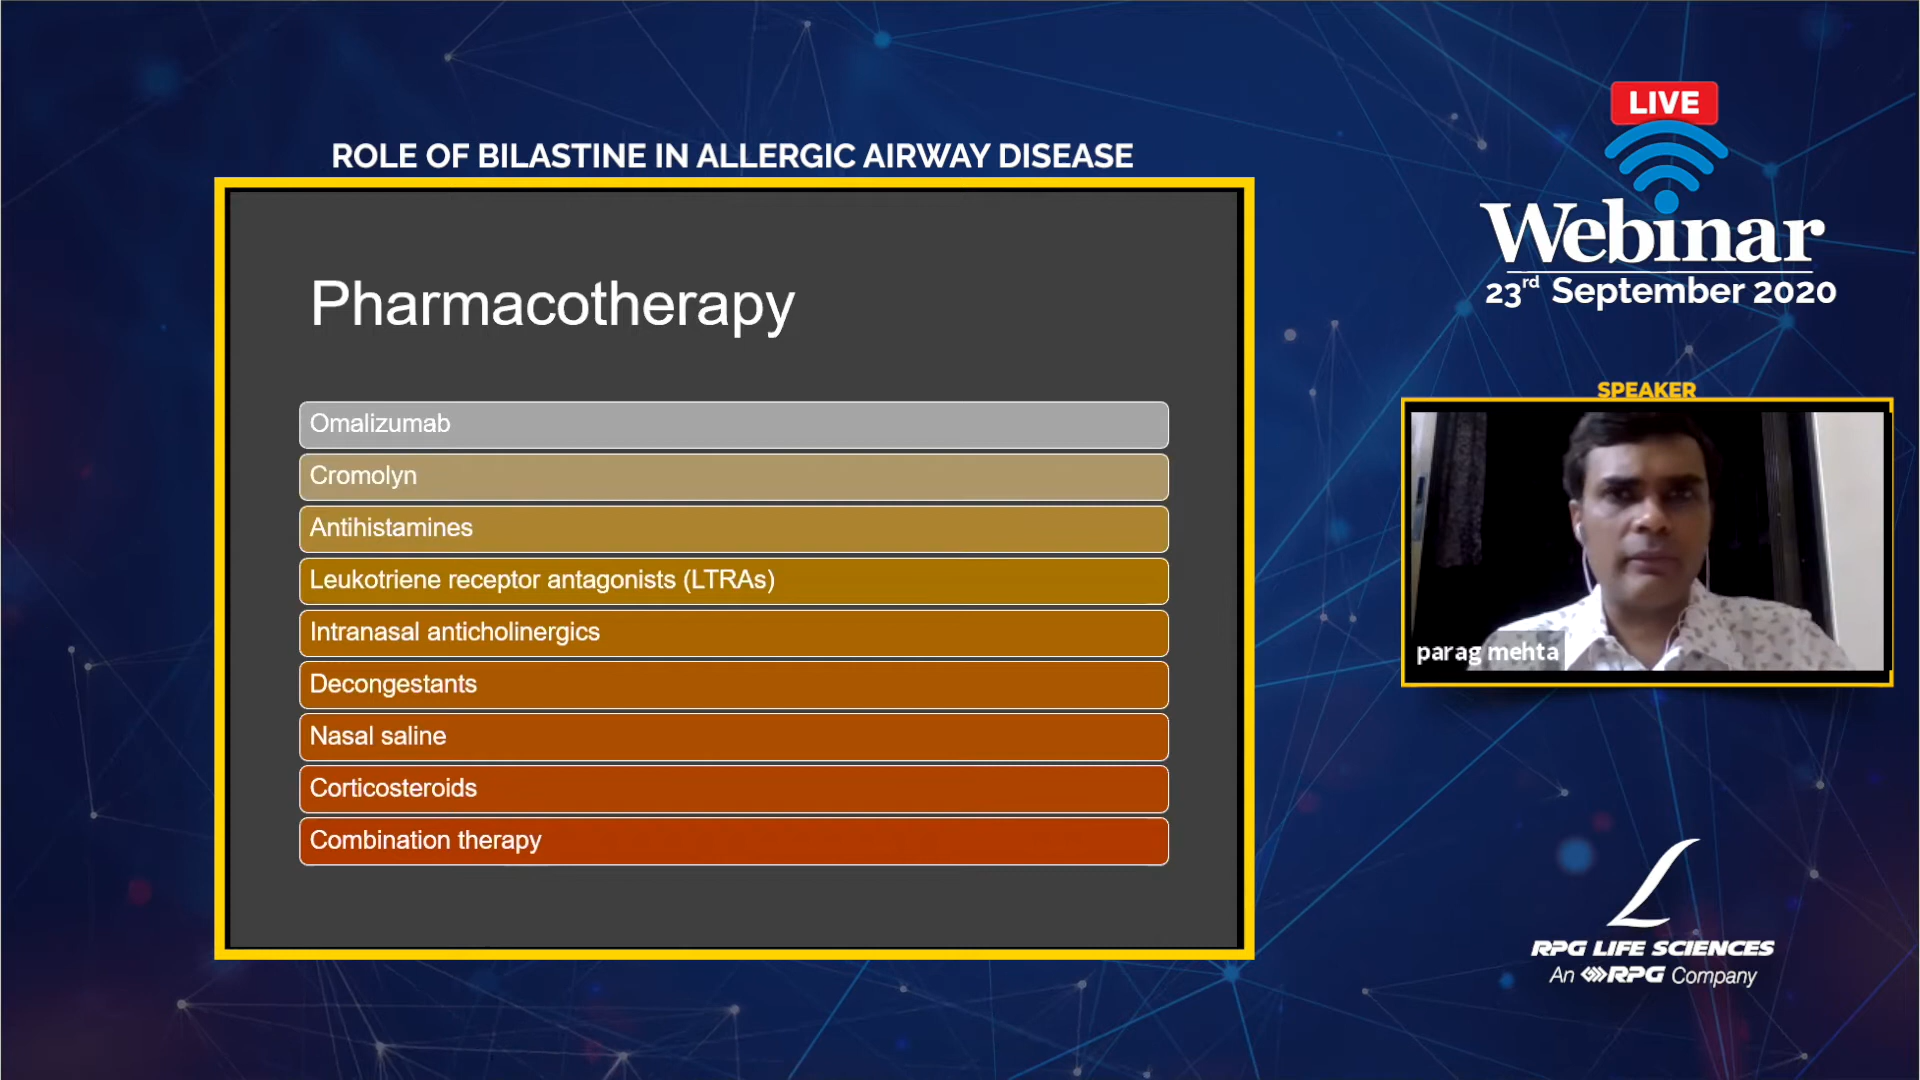 ROLE OF BILASTINE IN ALLERGIC AIRWAY DISEASE
Pharmacotherapy
Omalizumab
Cromolyn
Antihistamines
Leukotriene receptor antagonists (LTRAs)
Intranasal anticholinergics
Decongestants
Nasal saline
Corticosteroids
Combination therapy
LIVE
Webinar
23rd September 2020
SPEAKER
parag mehta
RPG LIFE SCIENCES
An RPG Company